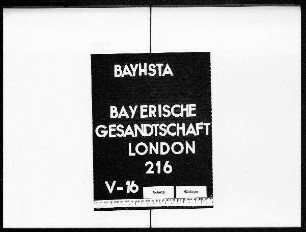 BAYHSTA
BAYERISCHE
GESANDTSCHAFT
LONDON
216
V-16